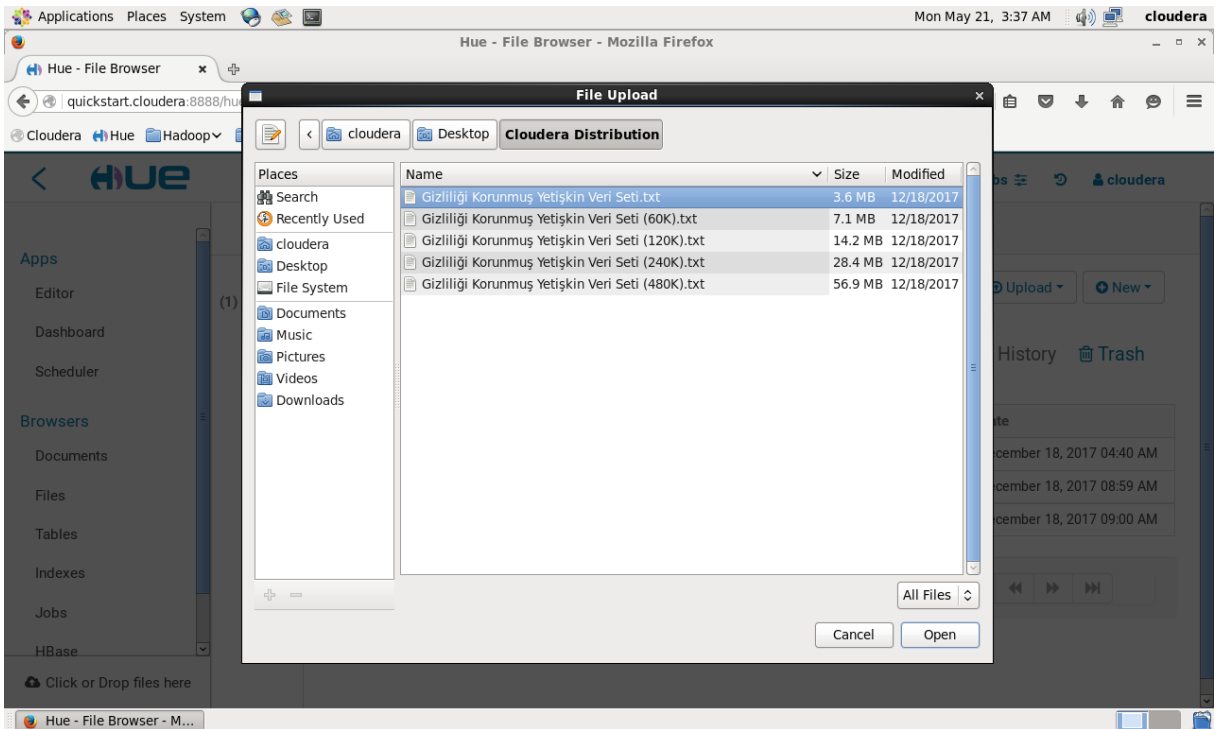 Applications Places System Mon May 21, 3:37 AM cloudera
Hue - File Browser - Mozilla Firefox
Hue - File Browser
quickstart.cloudera:8888/hu
Cloudera Hue Hadoop
HUE cloudera
File Upload
cloudera Desktop Cloudera Distribution
Places
Search
Recently Used
cloudera
Desktop
File System
Documents
Music
Pictures
Videos
Downloads
Name Size Modified
Gizliliği Korunmuş Yetişkin Veri Seti.txt 3.6 MB 12/18/2017
Gizliliği Korunmuş Yetişkin Veri Seti (60K).txt 7.1 MB 12/18/2017
Gizliliği Korunmuş Yetişkin Veri Seti (120K).txt 14.2 MB 12/18/2017
Gizliliği Korunmuş Yetişkin Veri Seti (240K).txt 28.4 MB 12/18/2017
Gizliliği Korunmuş Yetişkin Veri Seti (480K).txt 56.9 MB 12/18/2017
All Files
Cancel Open
Apps
Editor
Dashboard
Scheduler
Browsers
Documents
Files
Tables
Indexes
Jobs
HBase
Click or Drop files here
(1)
Upload New
History Trash
December 18, 2017 04:40 AM
December 18, 2017 08:59 AM
December 18, 2017 09:00 AM
Hue - File Browser - M...